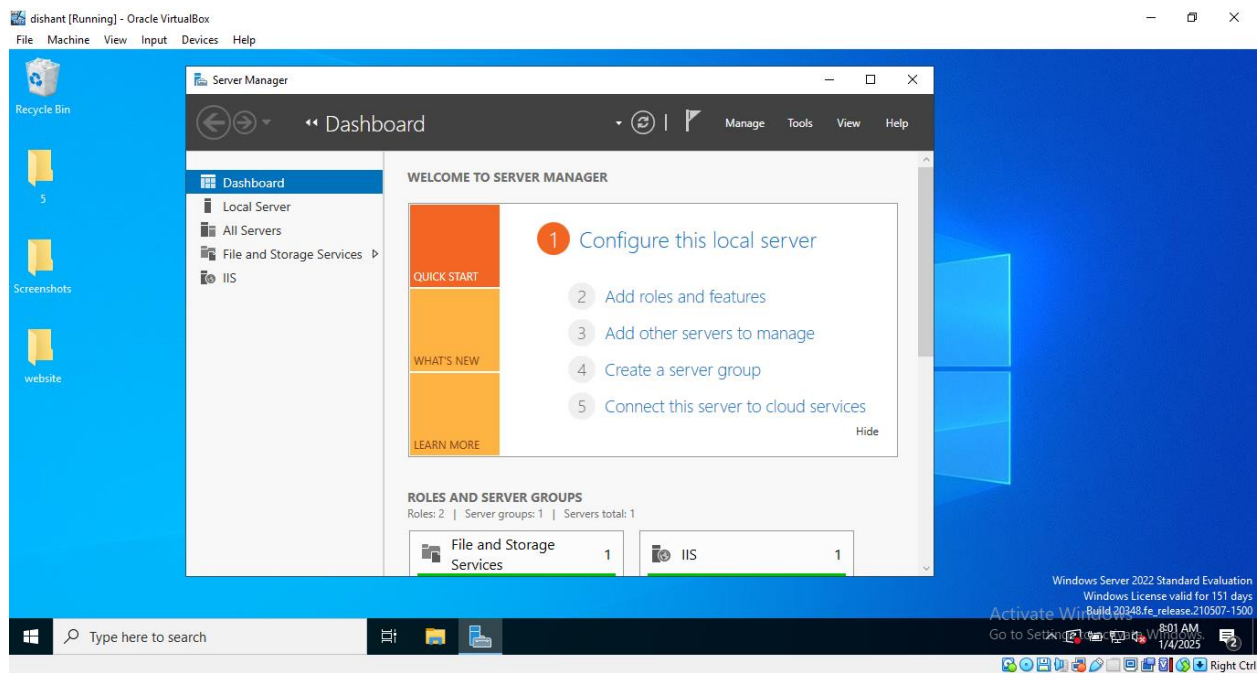 dishant [Running] - Oracle VirtualBox
File Machine View Input Devices Help
Recycle Bin
5
Screenshots
website
Server Manager
Dashboard
Manage Tools View Help
Dashboard
Local Server
All Servers
File and Storage Services
IIS
WELCOME TO SERVER MANAGER
QUICK START
WHAT'S NEW
LEARN MORE
1 Configure this local server
2 Add roles and features
3 Add other servers to manage
4 Create a server group
5 Connect this server to cloud services
Hide
ROLES AND SERVER GROUPS
Roles: 2 | Server groups: 1 | Servers total: 1
File and Storage
Services
1
IIS 1
Windows Server 2022 Standard Evaluation
Windows License valid for 151 days
Activate Windows
Build 20348.fe_release.210507-1500
Go to Settings to activate Windows.
Type here to search
8:01 AM
1/4/2025
2
Right Ctrl